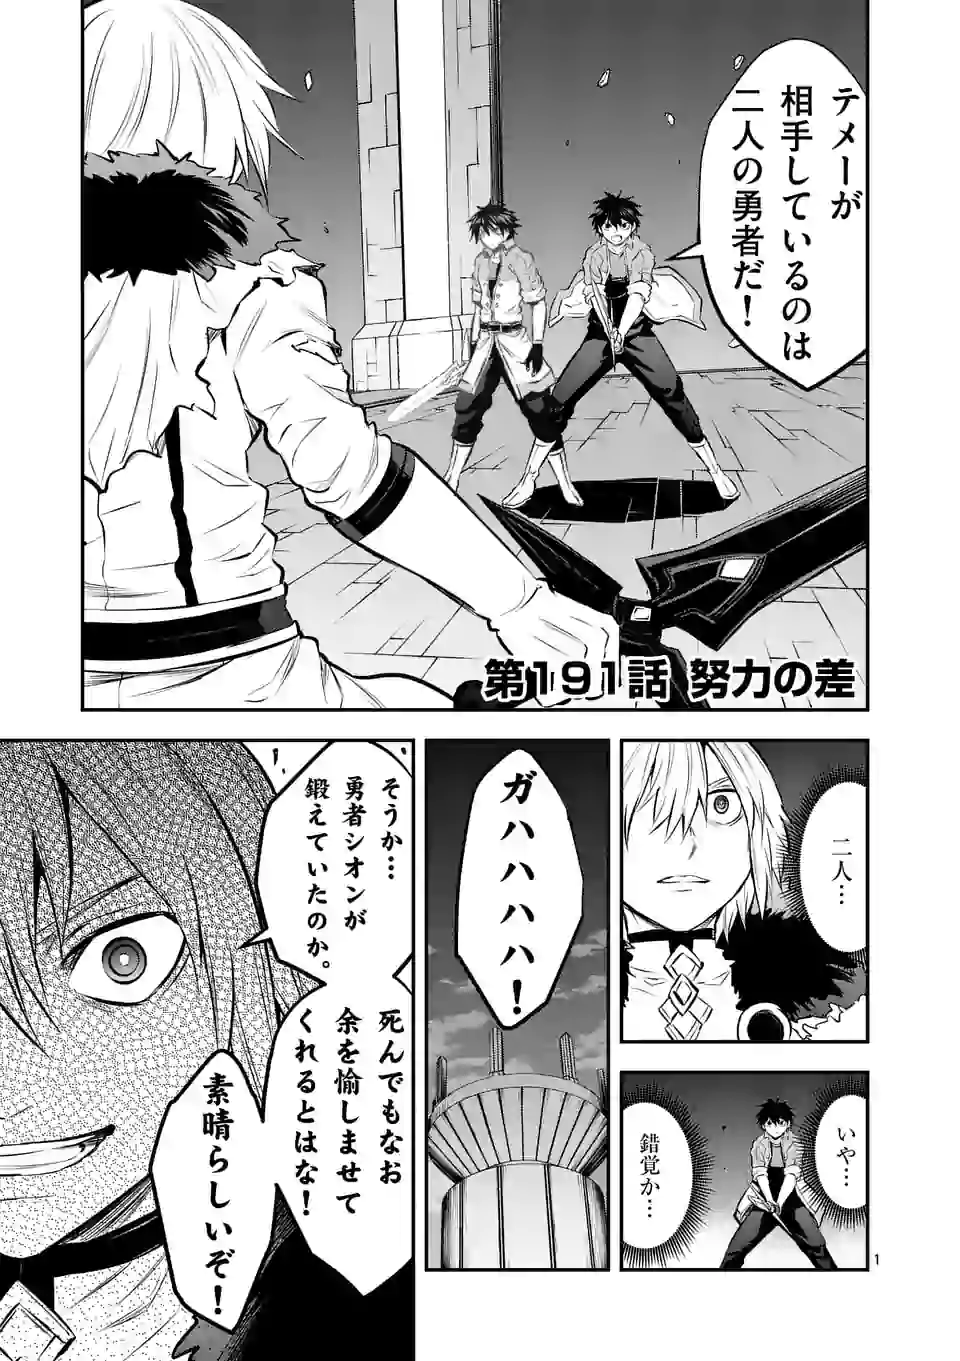 テメーが
相手しているのは
二人の勇者だ！
第191話 努力の差
二人…
いや…
錯覚か…
ガハハハハ！
そうか…
勇者シオンが
鍛えていたのか。
死んでもなお
余を愉しませて
くれるとはな！
素晴らしいぞ！
1